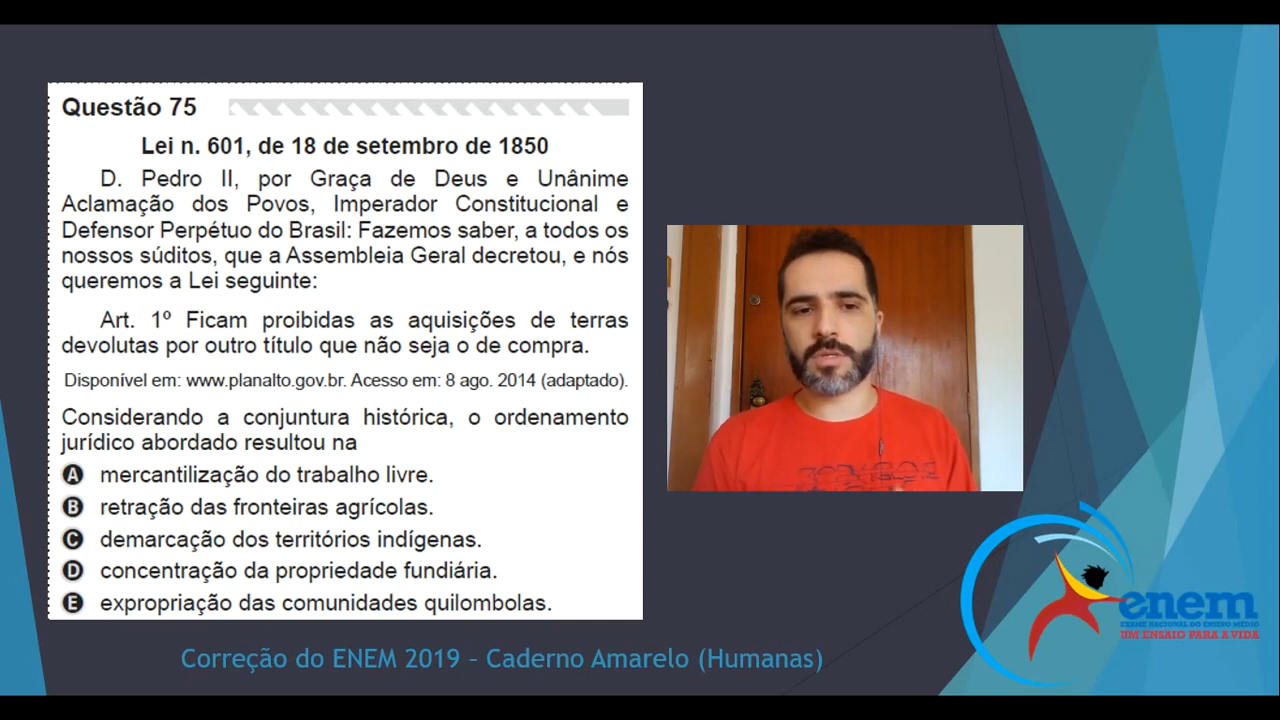 Questão 75
Lei n. 601, de 18 de setembro de 1850
D. Pedro II, por Graça de Deus e Unânime
Aclamação dos Povos, Imperador Constitucional e
Defensor Perpétuo do Brasil: Fazemos saber, a todos os
nossos súditos, que a Assembleia Geral decretou, e nós
queremos a Lei seguinte:
Art. 1º Ficam proibidas as aquisições de terras
devolutas por outro título que não seja o de compra.
Disponível em: www.planalto.gov.br. Acesso em: 8 ago. 2014 (adaptado).
Considerando a conjuntura histórica, o ordenamento
jurídico abordado resultou na
A mercantilização do trabalho livre.
B retração das fronteiras agrícolas.
C demarcação dos territórios indígenas.
D concentração da propriedade fundiária.
E expropriação das comunidades quilombolas.
enem
EXAME NACIONAL DO ENSINO MÉDIO
UM ENSAIO PARA A VIDA
Correção do ENEM 2019 – Caderno Amarelo (Humanas)